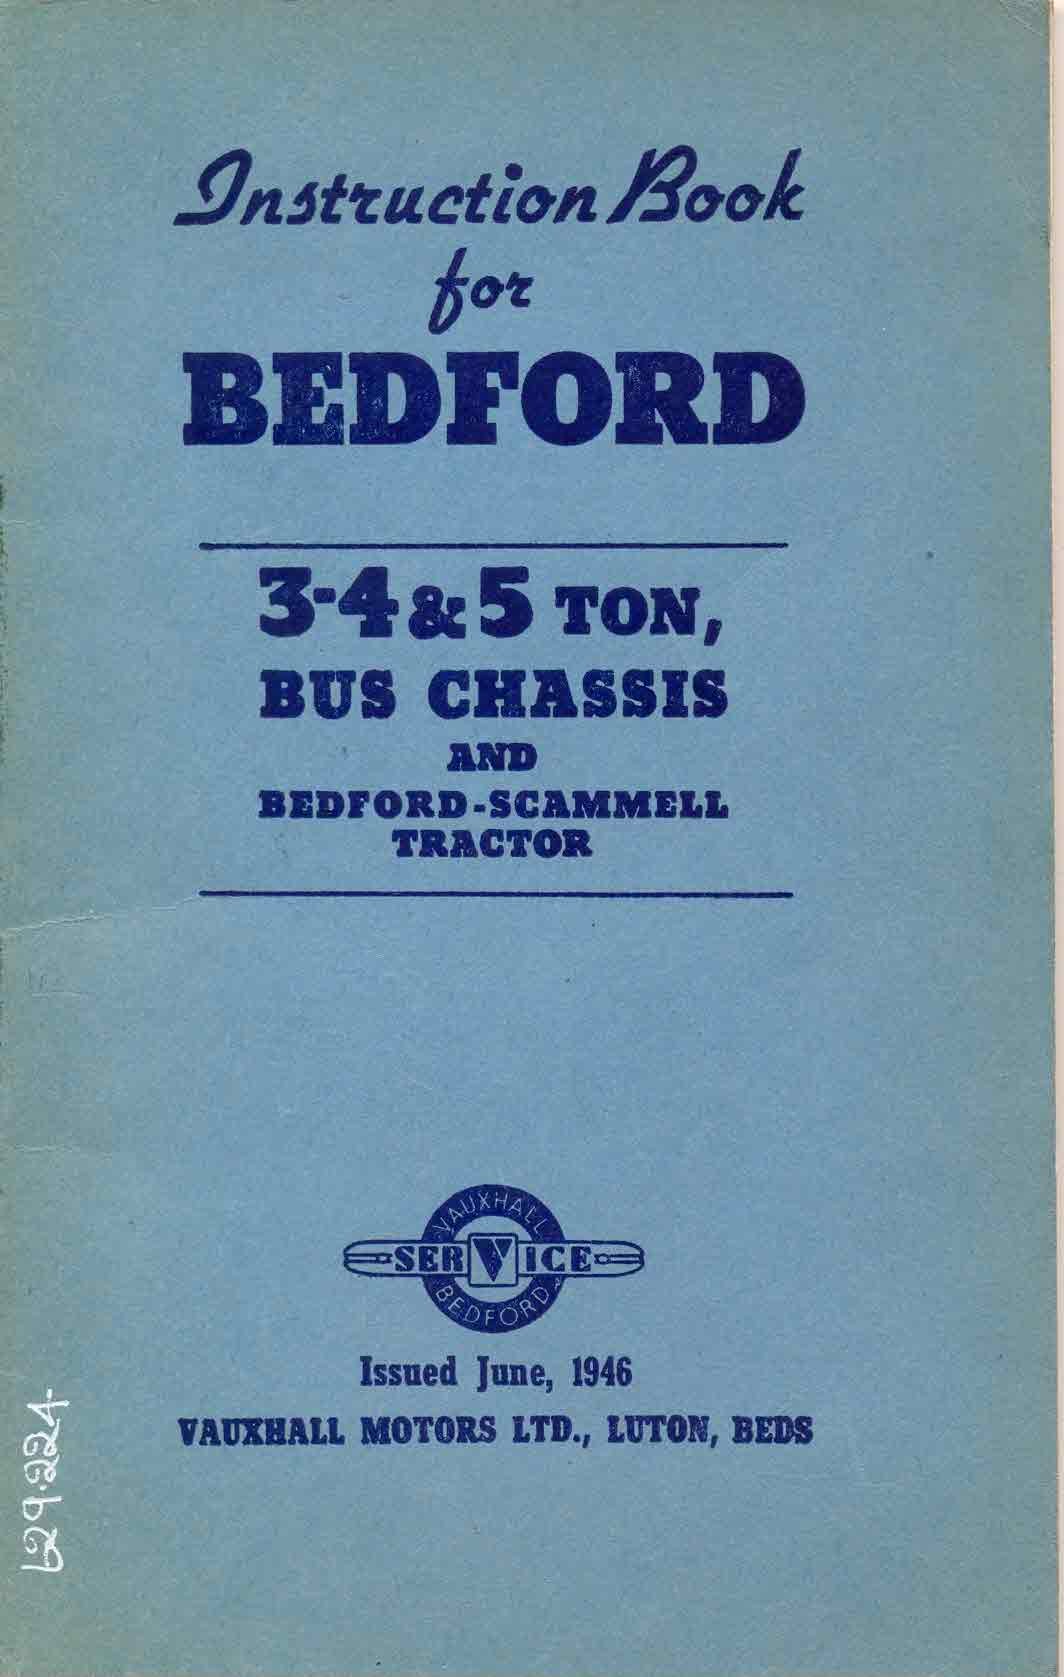 Instruction Book
for
BEDFORD
3-4 & 5 TON,
BUS CHASSIS
AND
BEDFORD-SCAMMELL
TRACTOR
VAUXHALL
SERVICE
BEDFORD
Issued June, 1946
VAUXHALL MOTORS LTD., LUTON, BEDS
629.224